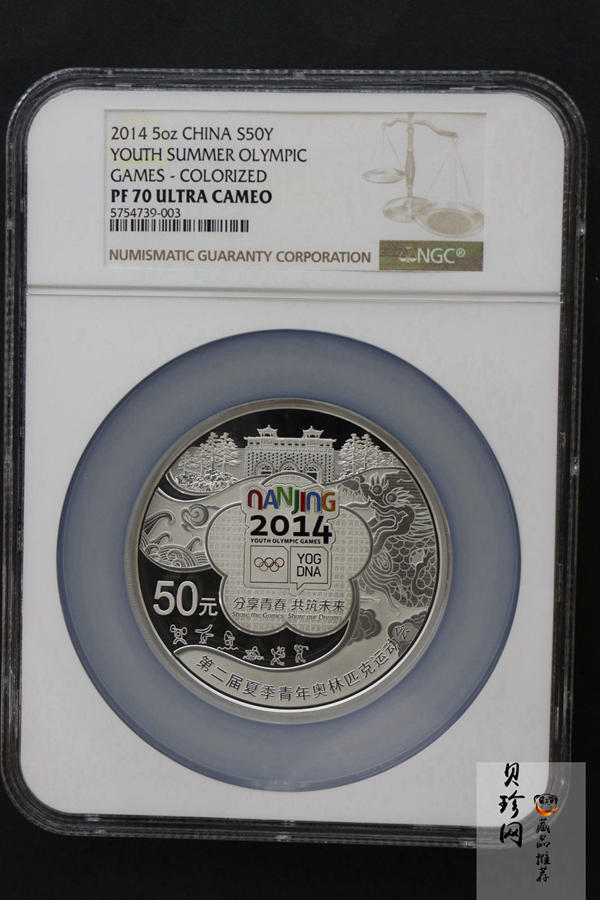 2014 5oz CHINA S50Y
YOUTH SUMMER OLYMPIC
GAMES - COLORIZED
PF 70 ULTRA CAMEO
5754739-003
NUMISMATIC GUARANTY CORPORATION
NGC®
NANJING
2014
YOUTH OLYMPIC GAMES
YOG
DNA
50元
分享青春 共筑未来
Share the Games Share our Dreams
第二届夏季青年奥林匹克运动会
贝珍网
藏品推荐